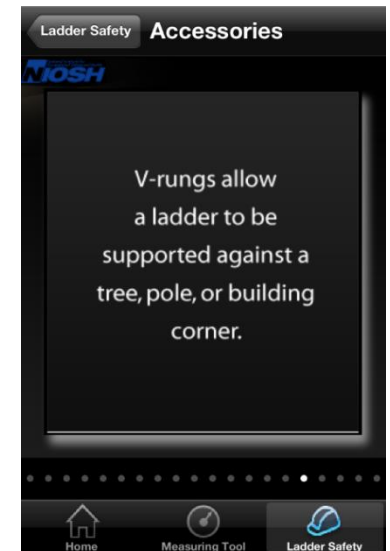 Ladder Safety Accessories
NIOSH
V-rungs allow
a ladder to be
supported against a
tree, pole, or building
corner.
Home Measuring Tool Ladder Safety